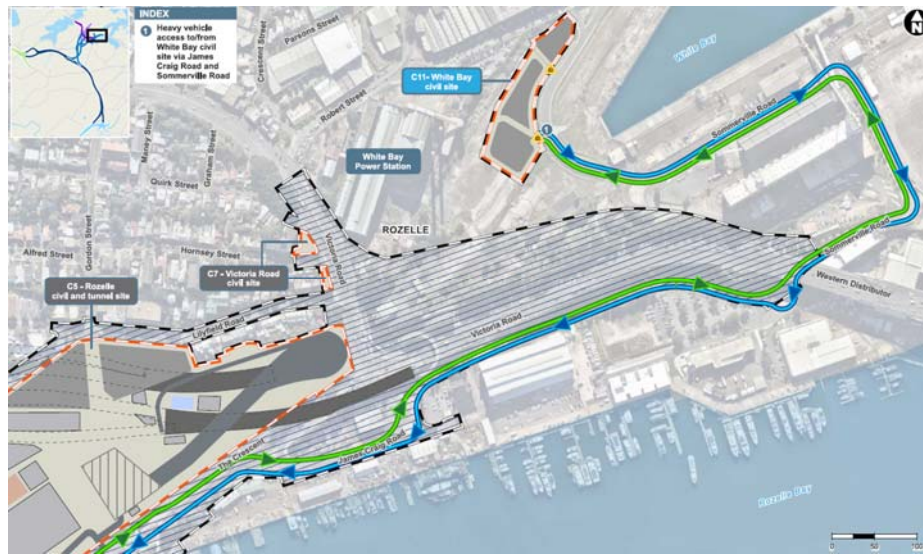 INDEX
1 Heavy vehicle
access to/from
White Bay civil
site via James
Craig Road and
Sommerville Road
N
Parsons Street
Crescent Street
Robert Street
Maney Street
Graham Street
Quirk Street
Gordon Street
Alfred Street
Hornsey Street
White Bay
C11- White Bay
civil site
1
Sommerville Road
White Bay
Power Station
ROZELLE
Victoria Road
C7 - Victoria Road
civil site
C5 - Rozelle
civil and tunnel site
Sommerville Road
Western Distributor
Lilyfield Road
Victoria Road
The Crescent
James Craig Road
Rozelle Bay
0 50 100